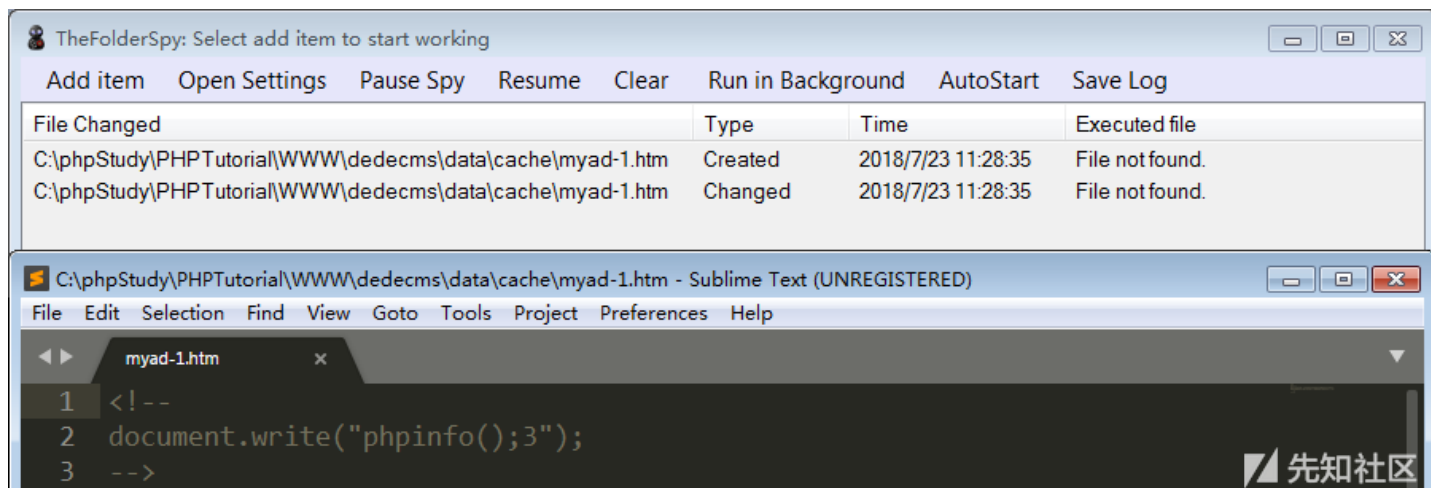 TheFolderSpy: Select add item to start working
Add item Open Settings Pause Spy Resume Clear Run in Background AutoStart Save Log
File Changed Type Time Executed file
C:\phpStudy\PHPTutorial\WWW\dedecms\data\cache\myad-1.htm Created 2018/7/23 11:28:35 File not found.
C:\phpStudy\PHPTutorial\WWW\dedecms\data\cache\myad-1.htm Changed 2018/7/23 11:28:35 File not found.
C:\phpStudy\PHPTutorial\WWW\dedecms\data\cache\myad-1.htm - Sublime Text (UNREGISTERED)
File Edit Selection Find View Goto Tools Project Preferences Help
myad-1.htm
1 <!--
2 document.write("phpinfo();3");
3 -->
先知社区